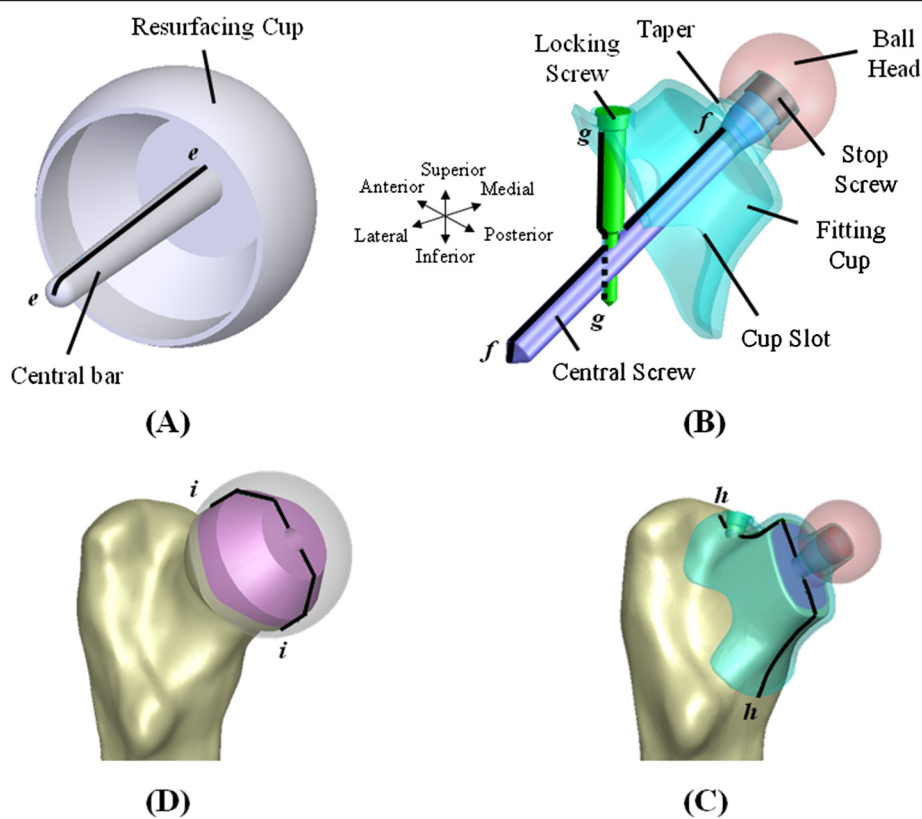 Resurfacing Cup
e
e
Central bar
(A)
Locking
Screw
Taper
Ball
Head
f
g
Superior
Anterior
Medial
Lateral
Posterior
Inferior
Stop
Screw
Fitting
Cup
g
Cup Slot
f
Central Screw
(B)
i
i
(D)
h
h
(C)